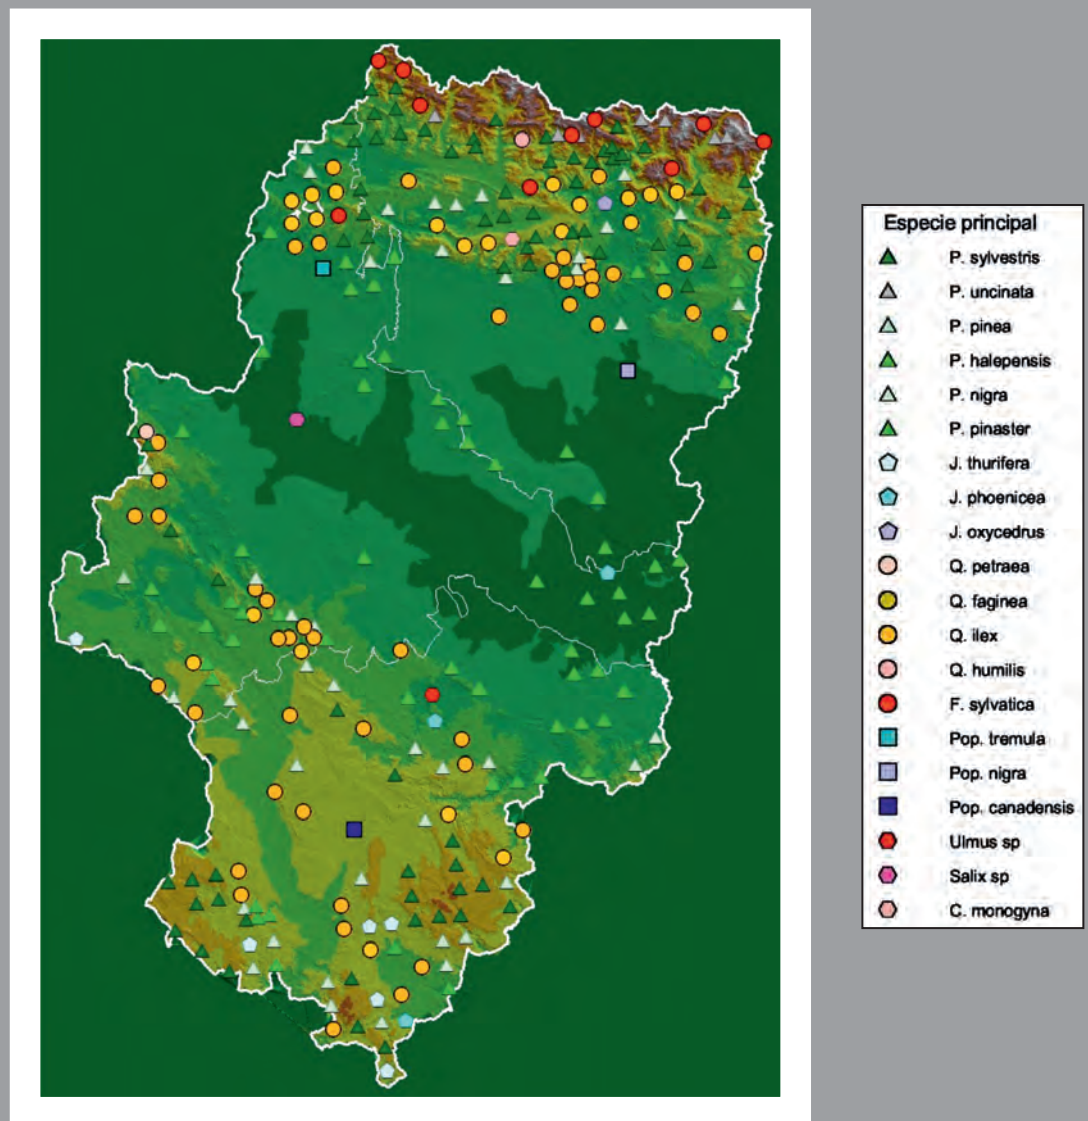 Especie principal
P. sylvestris
P. uncinata
P. pinea
P. halepensis
P. nigra
P. pinaster
J. thurifera
J. phoenicea
J. oxycedrus
Q. petraea
Q. faginea
Q. ilex
Q. humilis
F. sylvatica
Pop. tremula
Pop. nigra
Pop. canadensis
Ulmus sp
Salix sp
C. monogyna